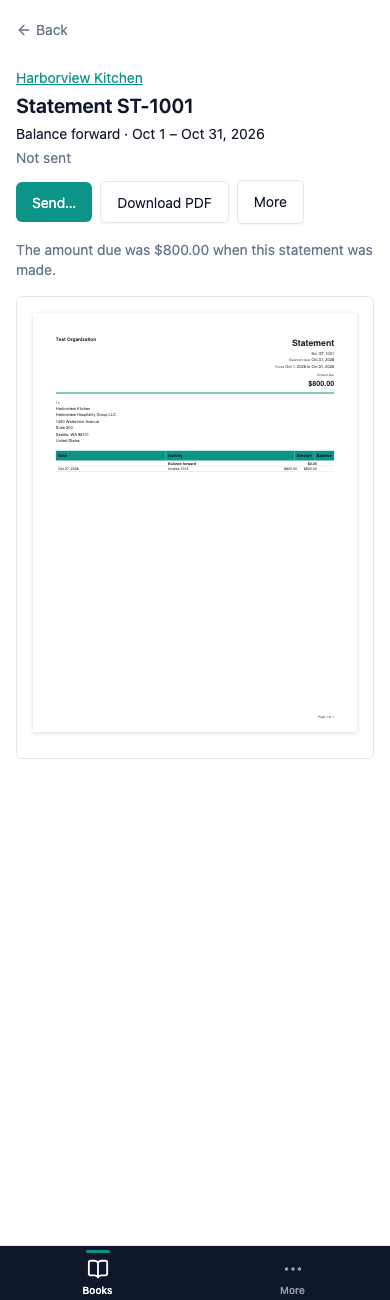 Back
Harborview Kitchen
Statement ST-1001
Balance forward · Oct 1 – Oct 31, 2026
Not sent
Send...
Download PDF
More
The amount due was $800.00 when this statement was
made.
Test Organization
Statement
No. ST-1001
Statement date Oct 31, 2026
Period Oct 1, 2026 to Oct 31, 2026
Amount due
$800.00
To
Harborview Kitchen
Harborview Hospitality Group LLC
1450 Waterfront Avenue
Suite 300
Seattle, WA 98101
United States
Date Activity Amount Balance
Balance forward $0.00
Oct 27, 2026 Invoice 1012 $800.00 $800.00
Page 1 of 1
Books
More